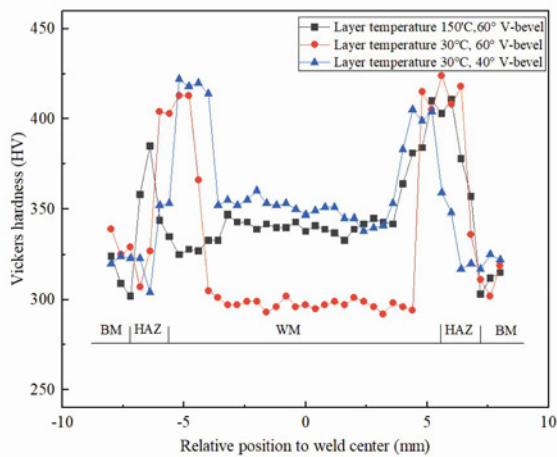 Layer temperature 150℃,60° V-bevel
Layer temperature 30℃, 60° V-bevel
Layer temperature 30℃, 40° V-bevel
Vickers hardness (HV)
450
400
350
300
250
BM
HAZ
WM
HAZ
BM
-10
-5
0
5
10
Relative position to weld center (mm)